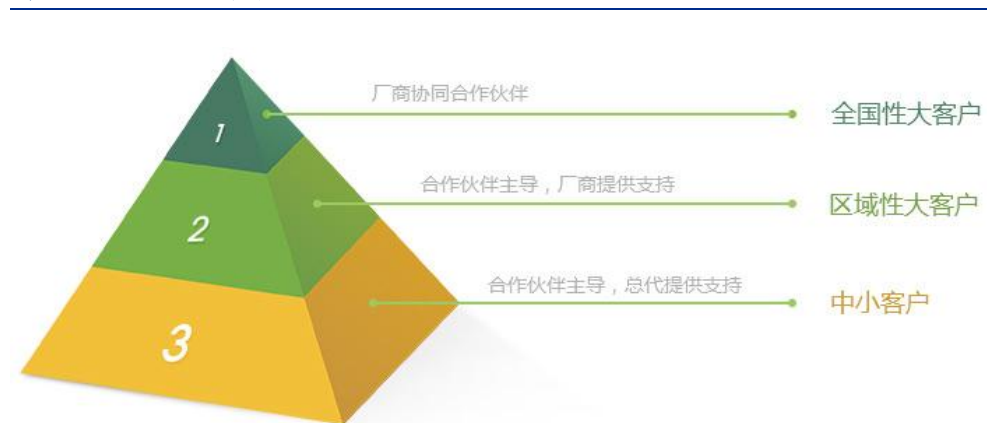 厂商协同合作伙伴
全国性大客户
1
合作伙伴主导，厂商提供支持
区域性大客户
2
合作伙伴主导，总代提供支持
中小客户
3